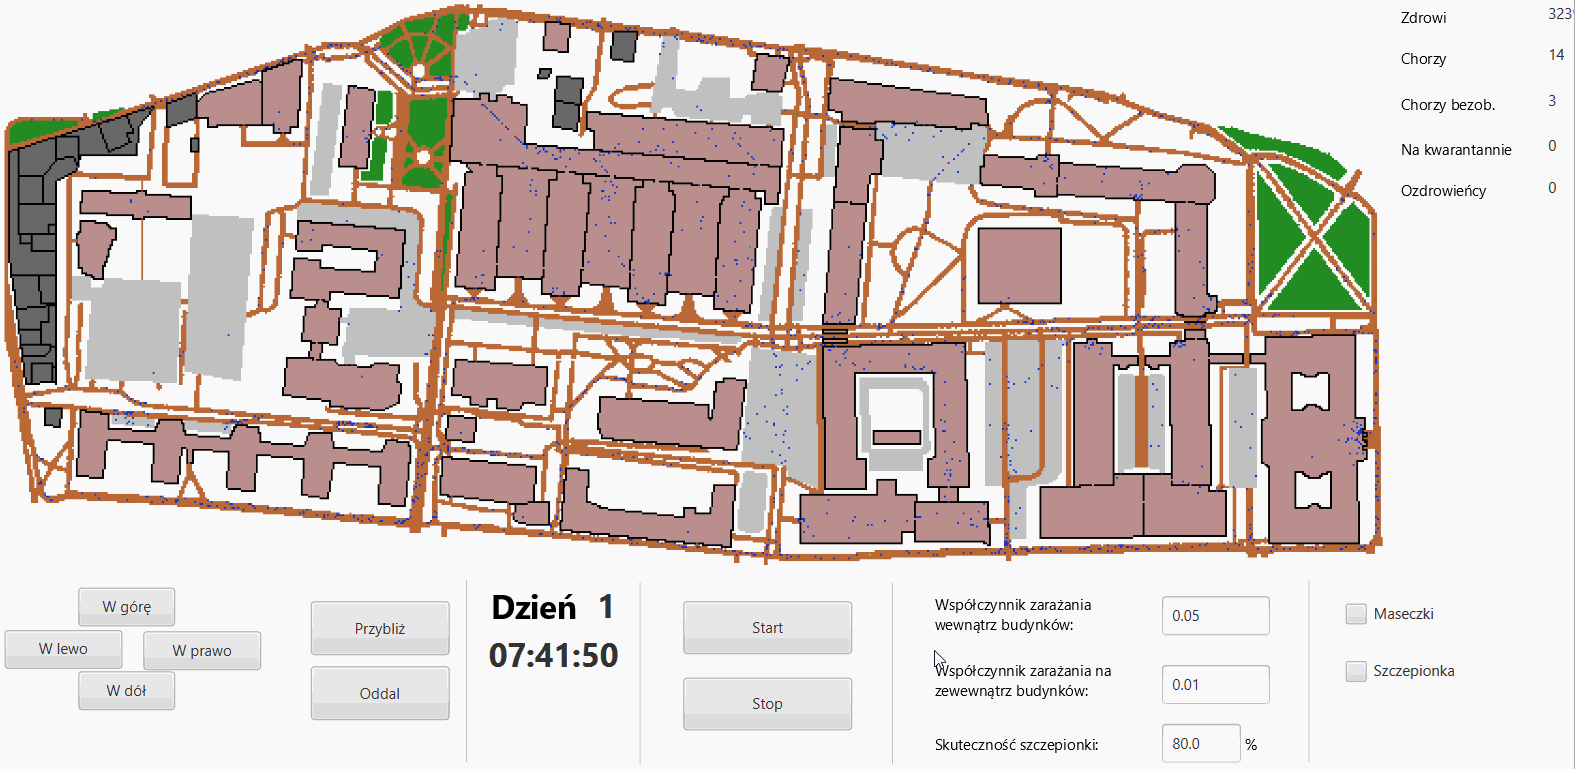 Zdrowi 323
Chorzy 14
Chorzy bezob. 3
Na kwarantannie 0
Ozdrowieńcy 0
W górę
W lewo
W prawo
W dół
Przybliż
Oddal
Dzień 1
07:41:50
Start
Stop
Współczynnik zarażania
wewnątrz budynków:
0.05
Współczynnik zarażania na
zewewnątrz budynków:
0.01
Skuteczność szczepionki:
80.0 %
Maseczki
Szczepionka